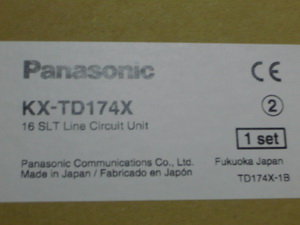 Panasonic CE
KX-TD174X ②
16 SLT Line Circuit Unit
1 set
Panasonic Communications Co., Ltd. Fukuoka Japan
Made in Japan / Fabricado en Japón
TD174X-1B